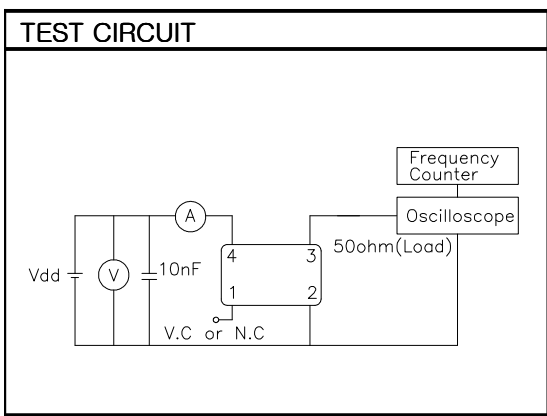 TEST CIRCUIT
Frequency
Counter
A
Oscilloscope
4
3
50ohm(Load)
Vdd
V
10nF
1
2
V.C or N.C